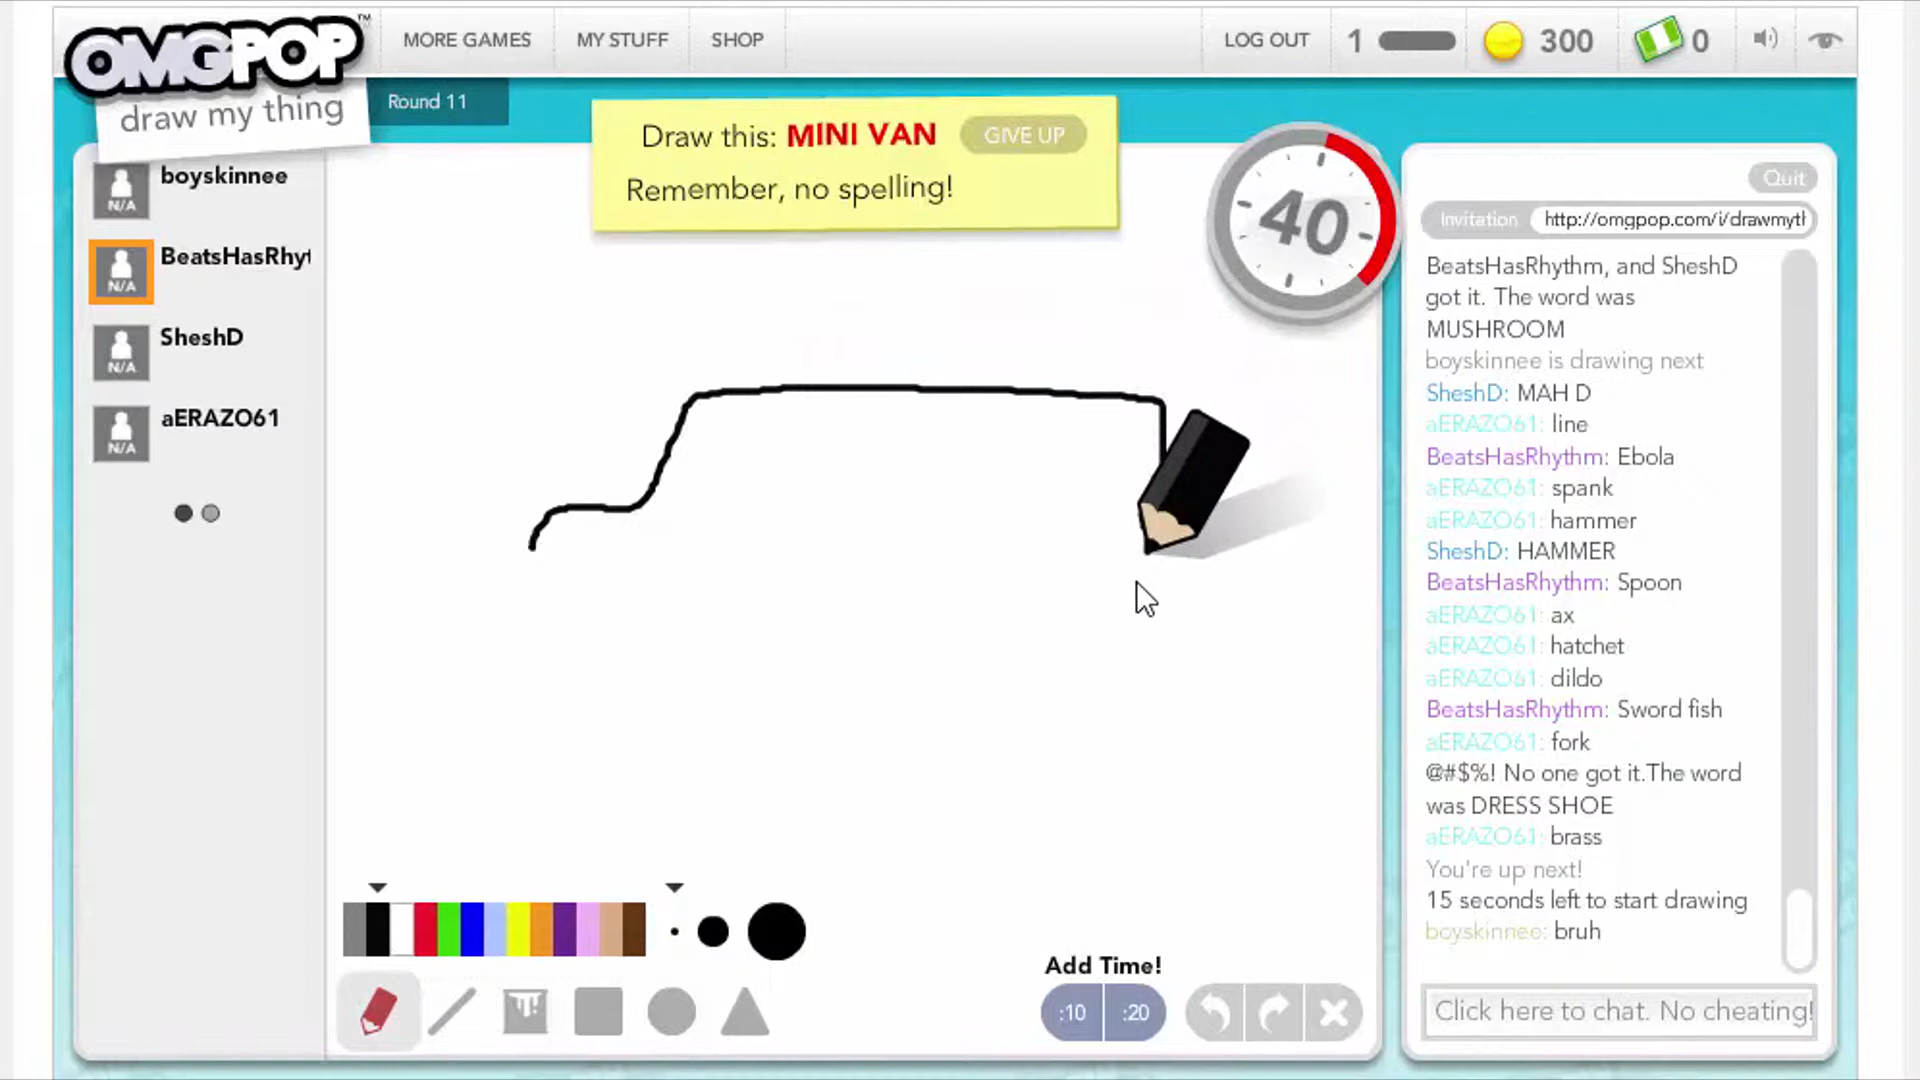 OMGPOP™
draw my thing
MORE GAMES
MY STUFF
SHOP
LOG OUT
1
300
0
Round 11
Draw this: MINI VAN
GIVE UP
Remember, no spelling!
40
boyskinnee
N/A
BeatsHasRhyt
N/A
SheshD
N/A
aERAZO61
N/A
Add Time!
:10
:20
Quit
Invitation
http://omgpop.com/i/drawmytl
BeatsHasRhythm, and SheshD
got it. The word was
MUSHROOM
boyskinnee is drawing next
SheshD: MAH D
aERAZO61: line
BeatsHasRhythm: Ebola
aERAZO61: spank
aERAZO61: hammer
SheshD: HAMMER
BeatsHasRhythm: Spoon
aERAZO61: ax
aERAZO61: hatchet
aERAZO61: dildo
BeatsHasRhythm: Sword fish
aERAZO61: fork
@#$%! No one got it.The word
was DRESS SHOE
aERAZO61: brass
You're up next!
15 seconds left to start drawing
boyskinnee: bruh
Click here to chat. No cheating!